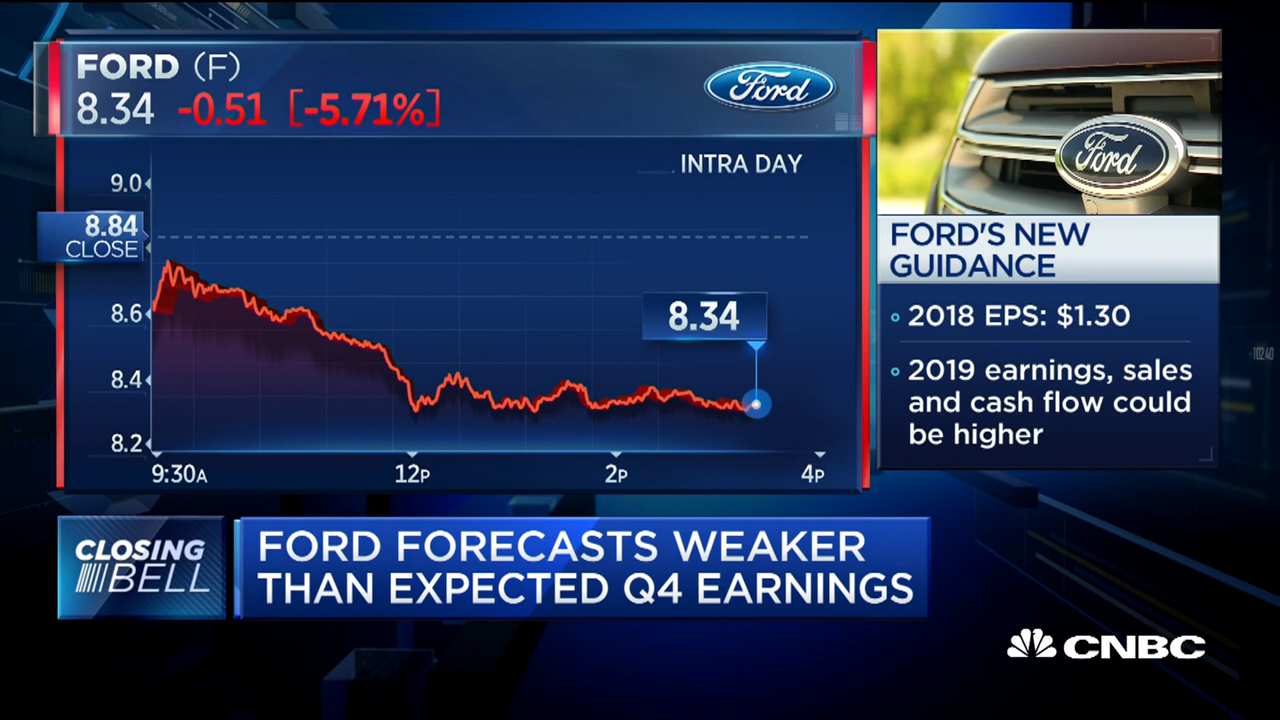 FORD (F)
8.34 -0.51 [-5.71%]
Ford
INTRA DAY
9.0
8.84
CLOSE
8.6
8.4
8.2
8.34
9:30A
12P
2P
4P
Ford
FORD'S NEW
GUIDANCE
2018 EPS: $1.30
2019 earnings, sales
and cash flow could
be higher
CLOSING
BELL
FORD FORECASTS WEAKER
THAN EXPECTED Q4 EARNINGS
CNBC